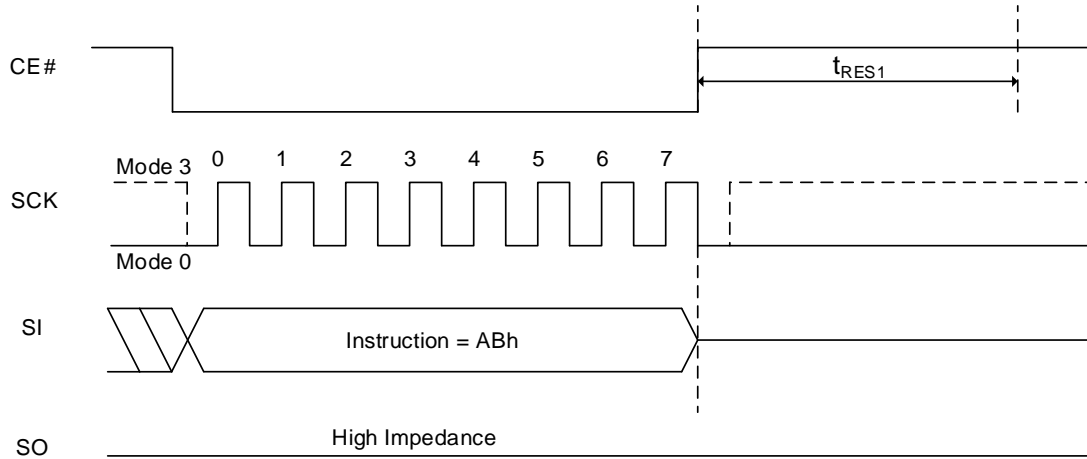 CE#
tRES1
Mode 3 0 1 2 3 4 5 6 7
SCK
Mode 0
SI
Instruction = ABh
High Impedance
SO